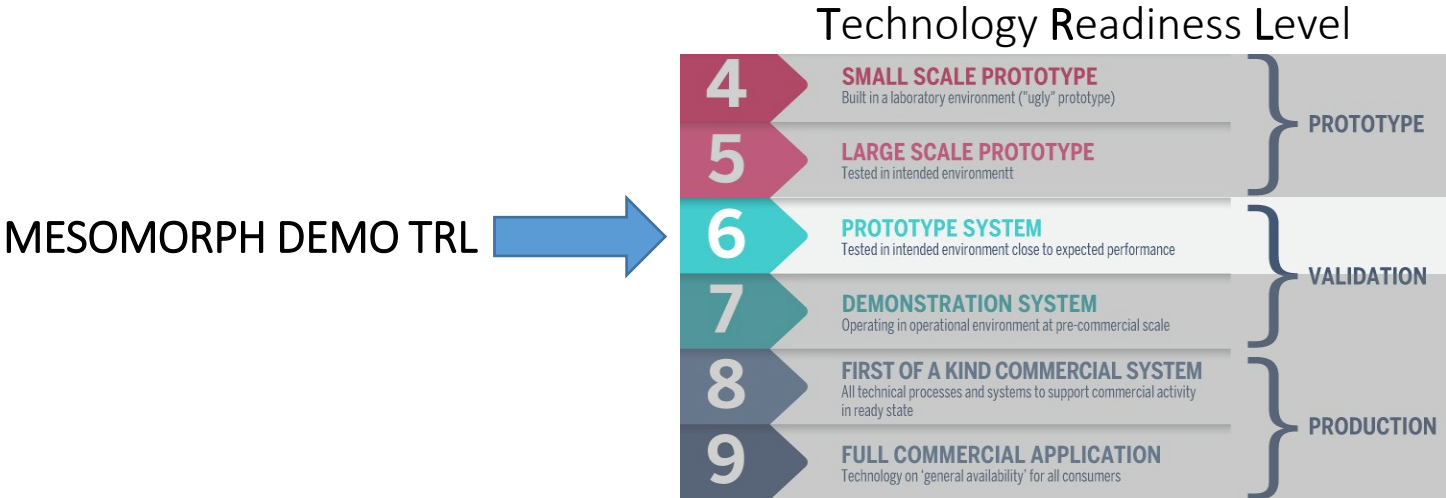 Technology Readiness Level
4
SMALL SCALE PROTOTYPE
Built in a laboratory environment ("ugly" prototype)
PROTOTYPE
5
LARGE SCALE PROTOTYPE
Tested in intended environmentt
MESOMORPH DEMO TRL
6
PROTOTYPE SYSTEM
Tested in intended environment close to expected performance
VALIDATION
7
DEMONSTRATION SYSTEM
Operating in operational environment at pre-commercial scale
8
FIRST OF A KIND COMMERCIAL SYSTEM
All technical processes and systems to support commercial activity
in ready state
PRODUCTION
9
FULL COMMERCIAL APPLICATION
Technology on 'general availability' for all consumers